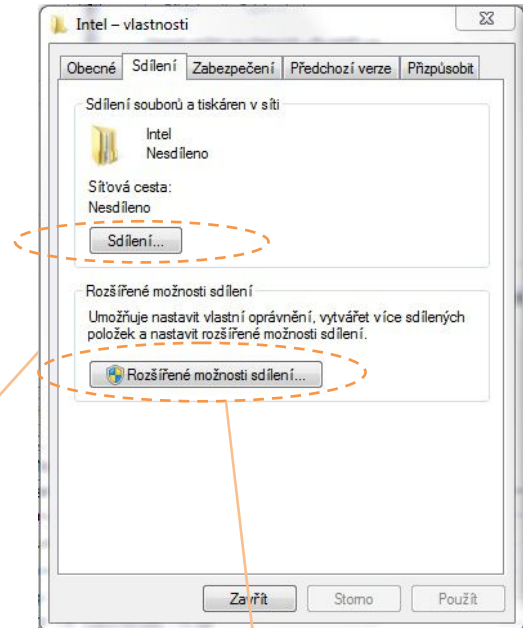 Intel – vlastnosti
Obecné Sdílení Zabezpečení Předchozí verze Přizpůsobit
Sdílení souborů a tiskáren v síti
Intel
Nesdíleno
Síťová cesta:
Nesdíleno
Sdílení...
Rozšířené možnosti sdílení
Umožňuje nastavit vlastní oprávnění, vytvářet více sdílených
položek a nastavit rozšířené možnosti sdílení.
Rozšířené možnosti sdílení...
Zavřít Storno Použít